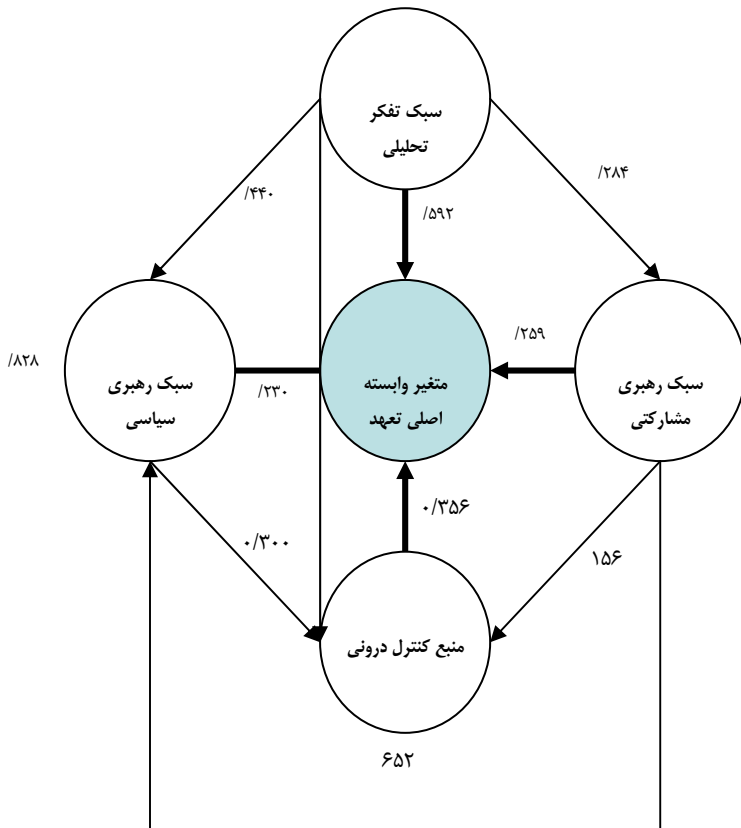 سبک تفکر
تحلیلی
/۲۸۴
/۴۴۰
/۵۹۲
/۲۵۹
سبک رهبری
مشارکتی
متغیر وابسته
اصلی تعهد
/۲۳۰
سبک رهبری
سیاسی
/۸۲۸
۰/۳۵۶
۰/۳۰۰
۱۵۶
منبع کنترل درونی
۶۵۲